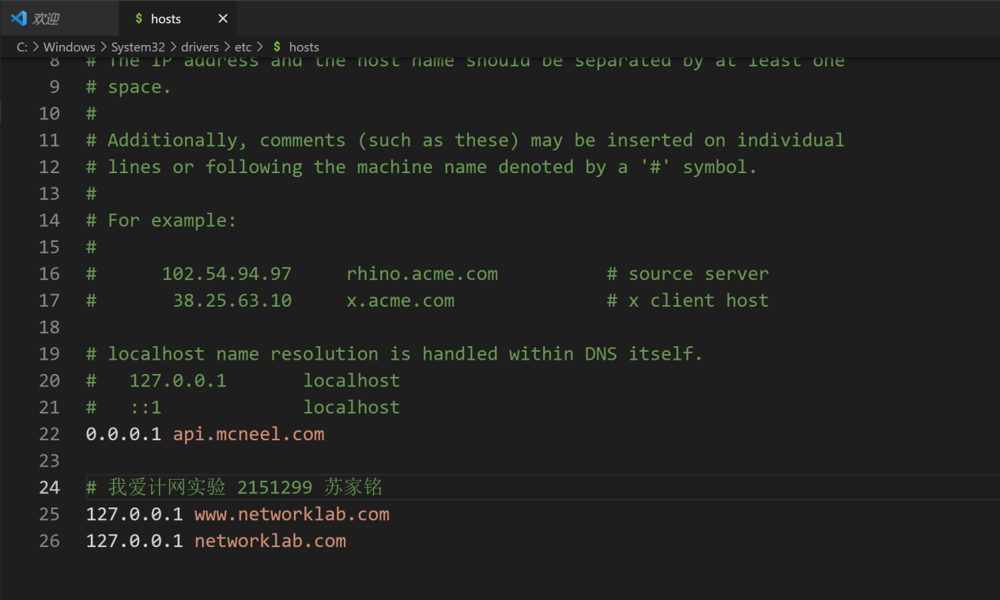 欢迎
$ hosts ×
C: > Windows > System32 > drivers > etc > $ hosts
8 # The IP address and the host name should be separated by at least one
9 # space.
10 #
11 # Additionally, comments (such as these) may be inserted on individual
12 # lines or following the machine name denoted by a '#' symbol.
13 #
14 # For example:
15 #
16 # 102.54.94.97 rhino.acme.com # source server
17 # 38.25.63.10 x.acme.com # x client host
18
19 # localhost name resolution is handled within DNS itself.
20 # 127.0.0.1 localhost
21 # ::1 localhost
22 0.0.0.1 api.mcneel.com
23
24 # 我爱计网实验 2151299 苏家铭
25 127.0.0.1 www.networklab.com
26 127.0.0.1 networklab.com